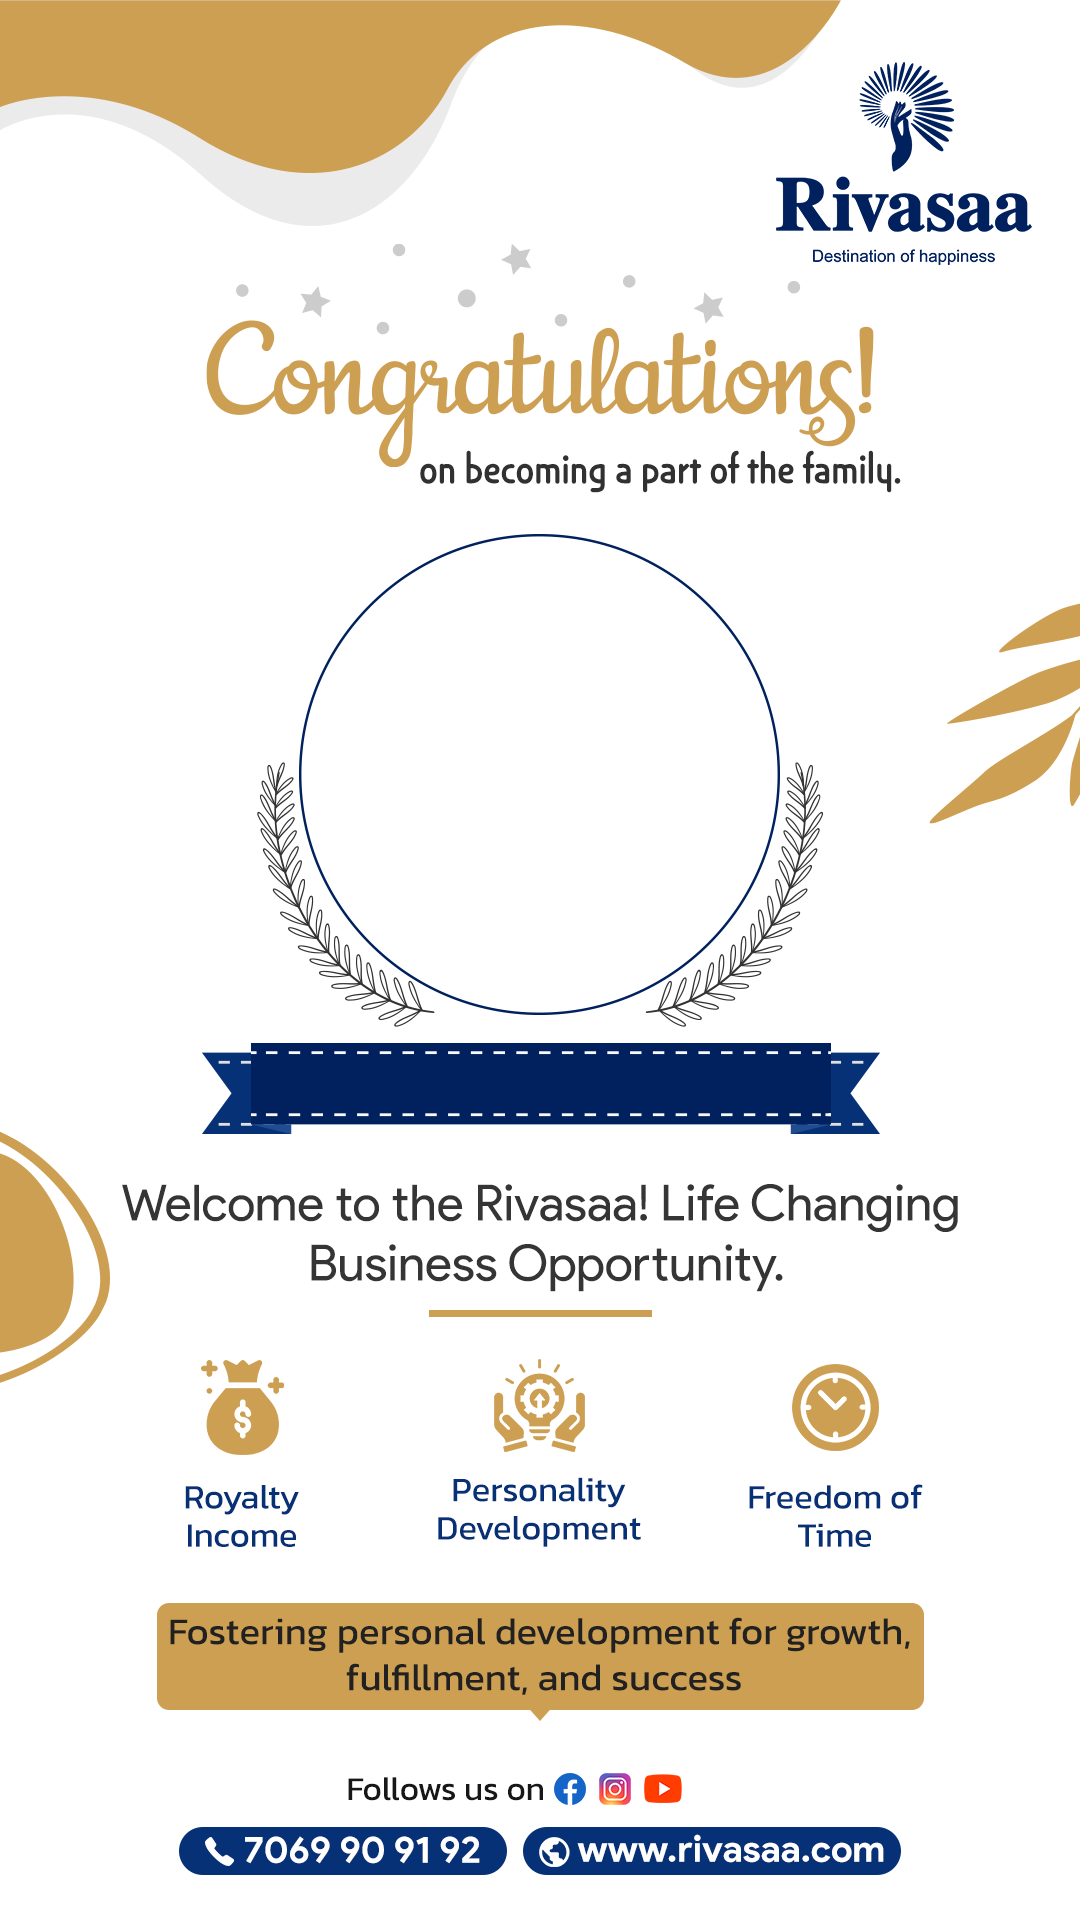 Rivasaa
Destination of happiness
Congratulations!
on becoming a part of the family.
Welcome to the Rivasaa! Life Changing
Business Opportunity.
$
Royalty
Income
Personality
Development
Freedom of
Time
Fostering personal development for growth,
fulfillment, and success
Follows us on
7069 90 91 92
www.rivasaa.com